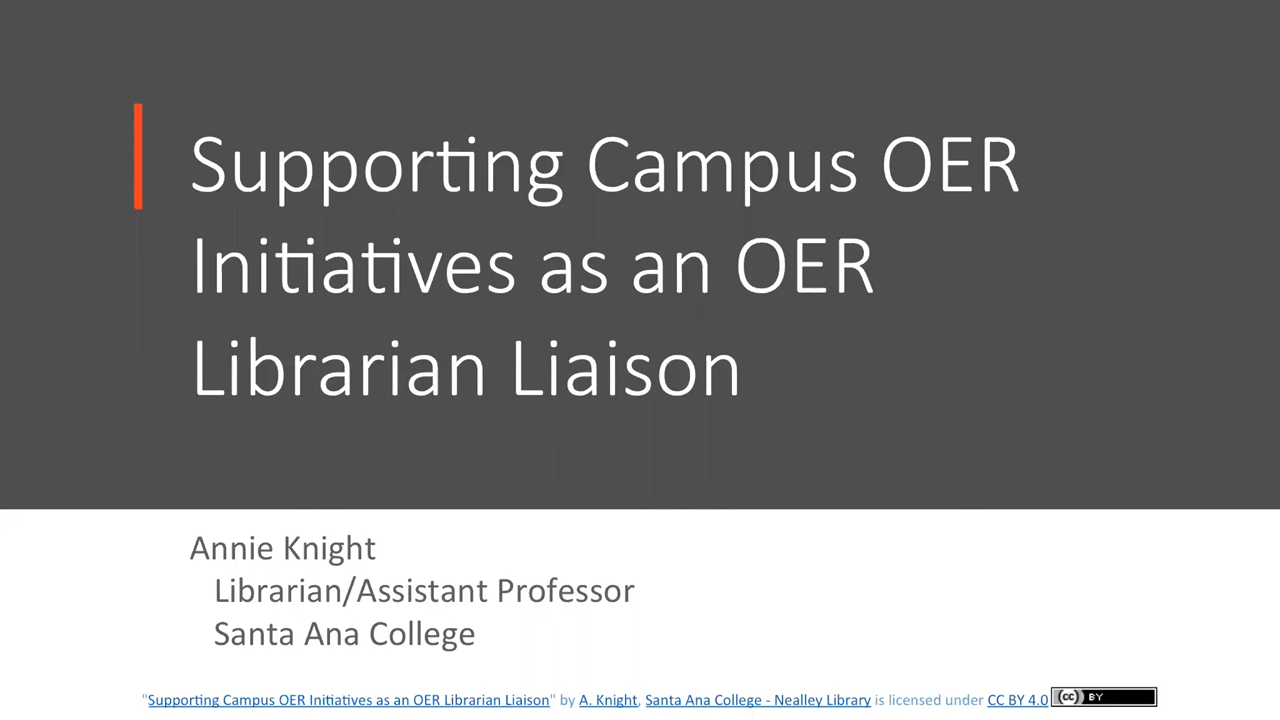 Supporting Campus OER
Initiatives as an OER
Librarian Liaison
Annie Knight
Librarian/Assistant Professor
Santa Ana College
"Supporting Campus OER Initiatives as an OER Librarian Liaison" by A. Knight, Santa Ana College - Nealley Library is licensed under CC BY 4.0 cc BY